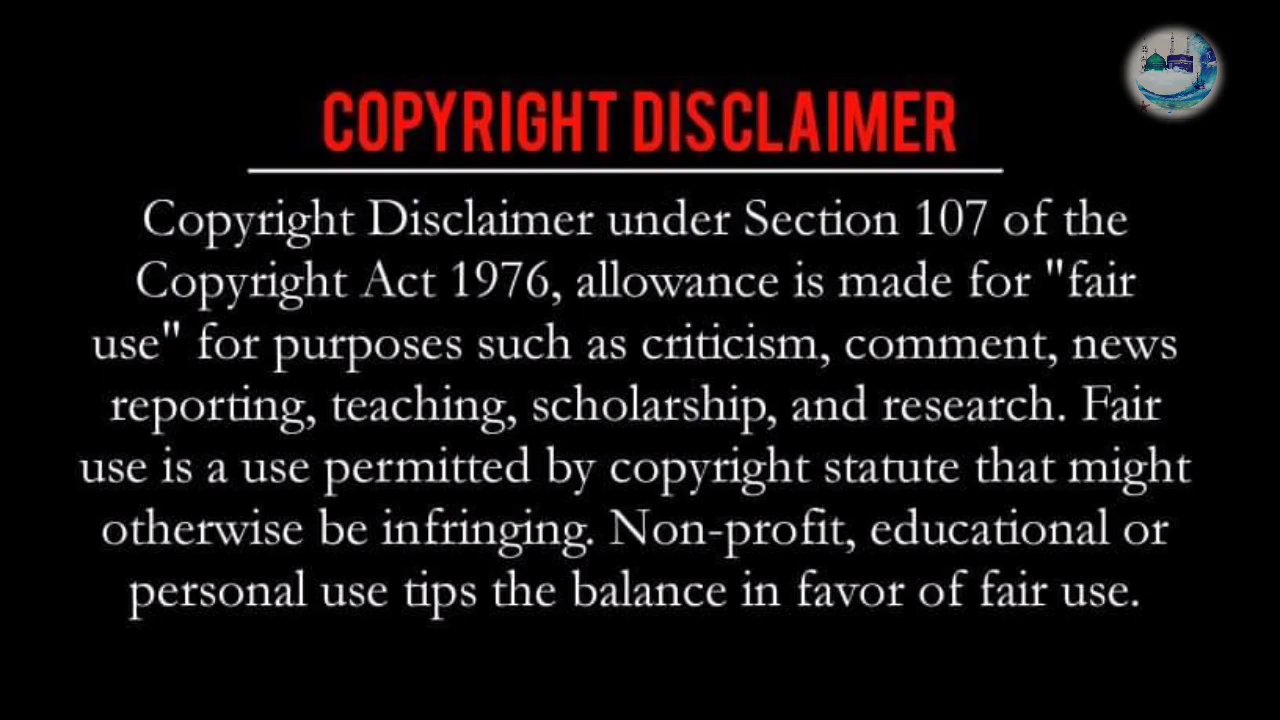 COPYRIGHT DISCLAIMER
Copyright Disclaimer under Section 107 of the
Copyright Act 1976, allowance is made for "fair
use" for purposes such as criticism, comment, news
reporting, teaching, scholarship, and research. Fair
use is a use permitted by copyright statute that might
otherwise be infringing. Non-profit, educational or
personal use tips the balance in favor of fair use.